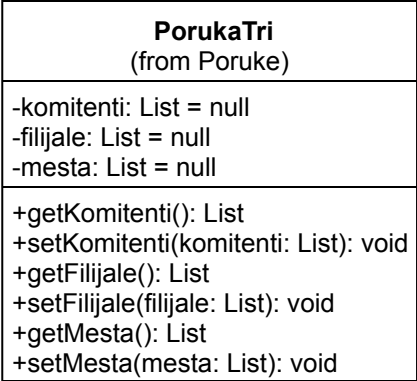 PorukaTri
(from Poruke)
-komitenti: List = null
-filijale: List = null
-mesta: List = null
+getKomitenti(): List
+setKomitenti(komitenti: List): void
+getFilijale(): List
+setFilijale(filijale: List): void
+getMesta(): List
+setMesta(mesta: List): void